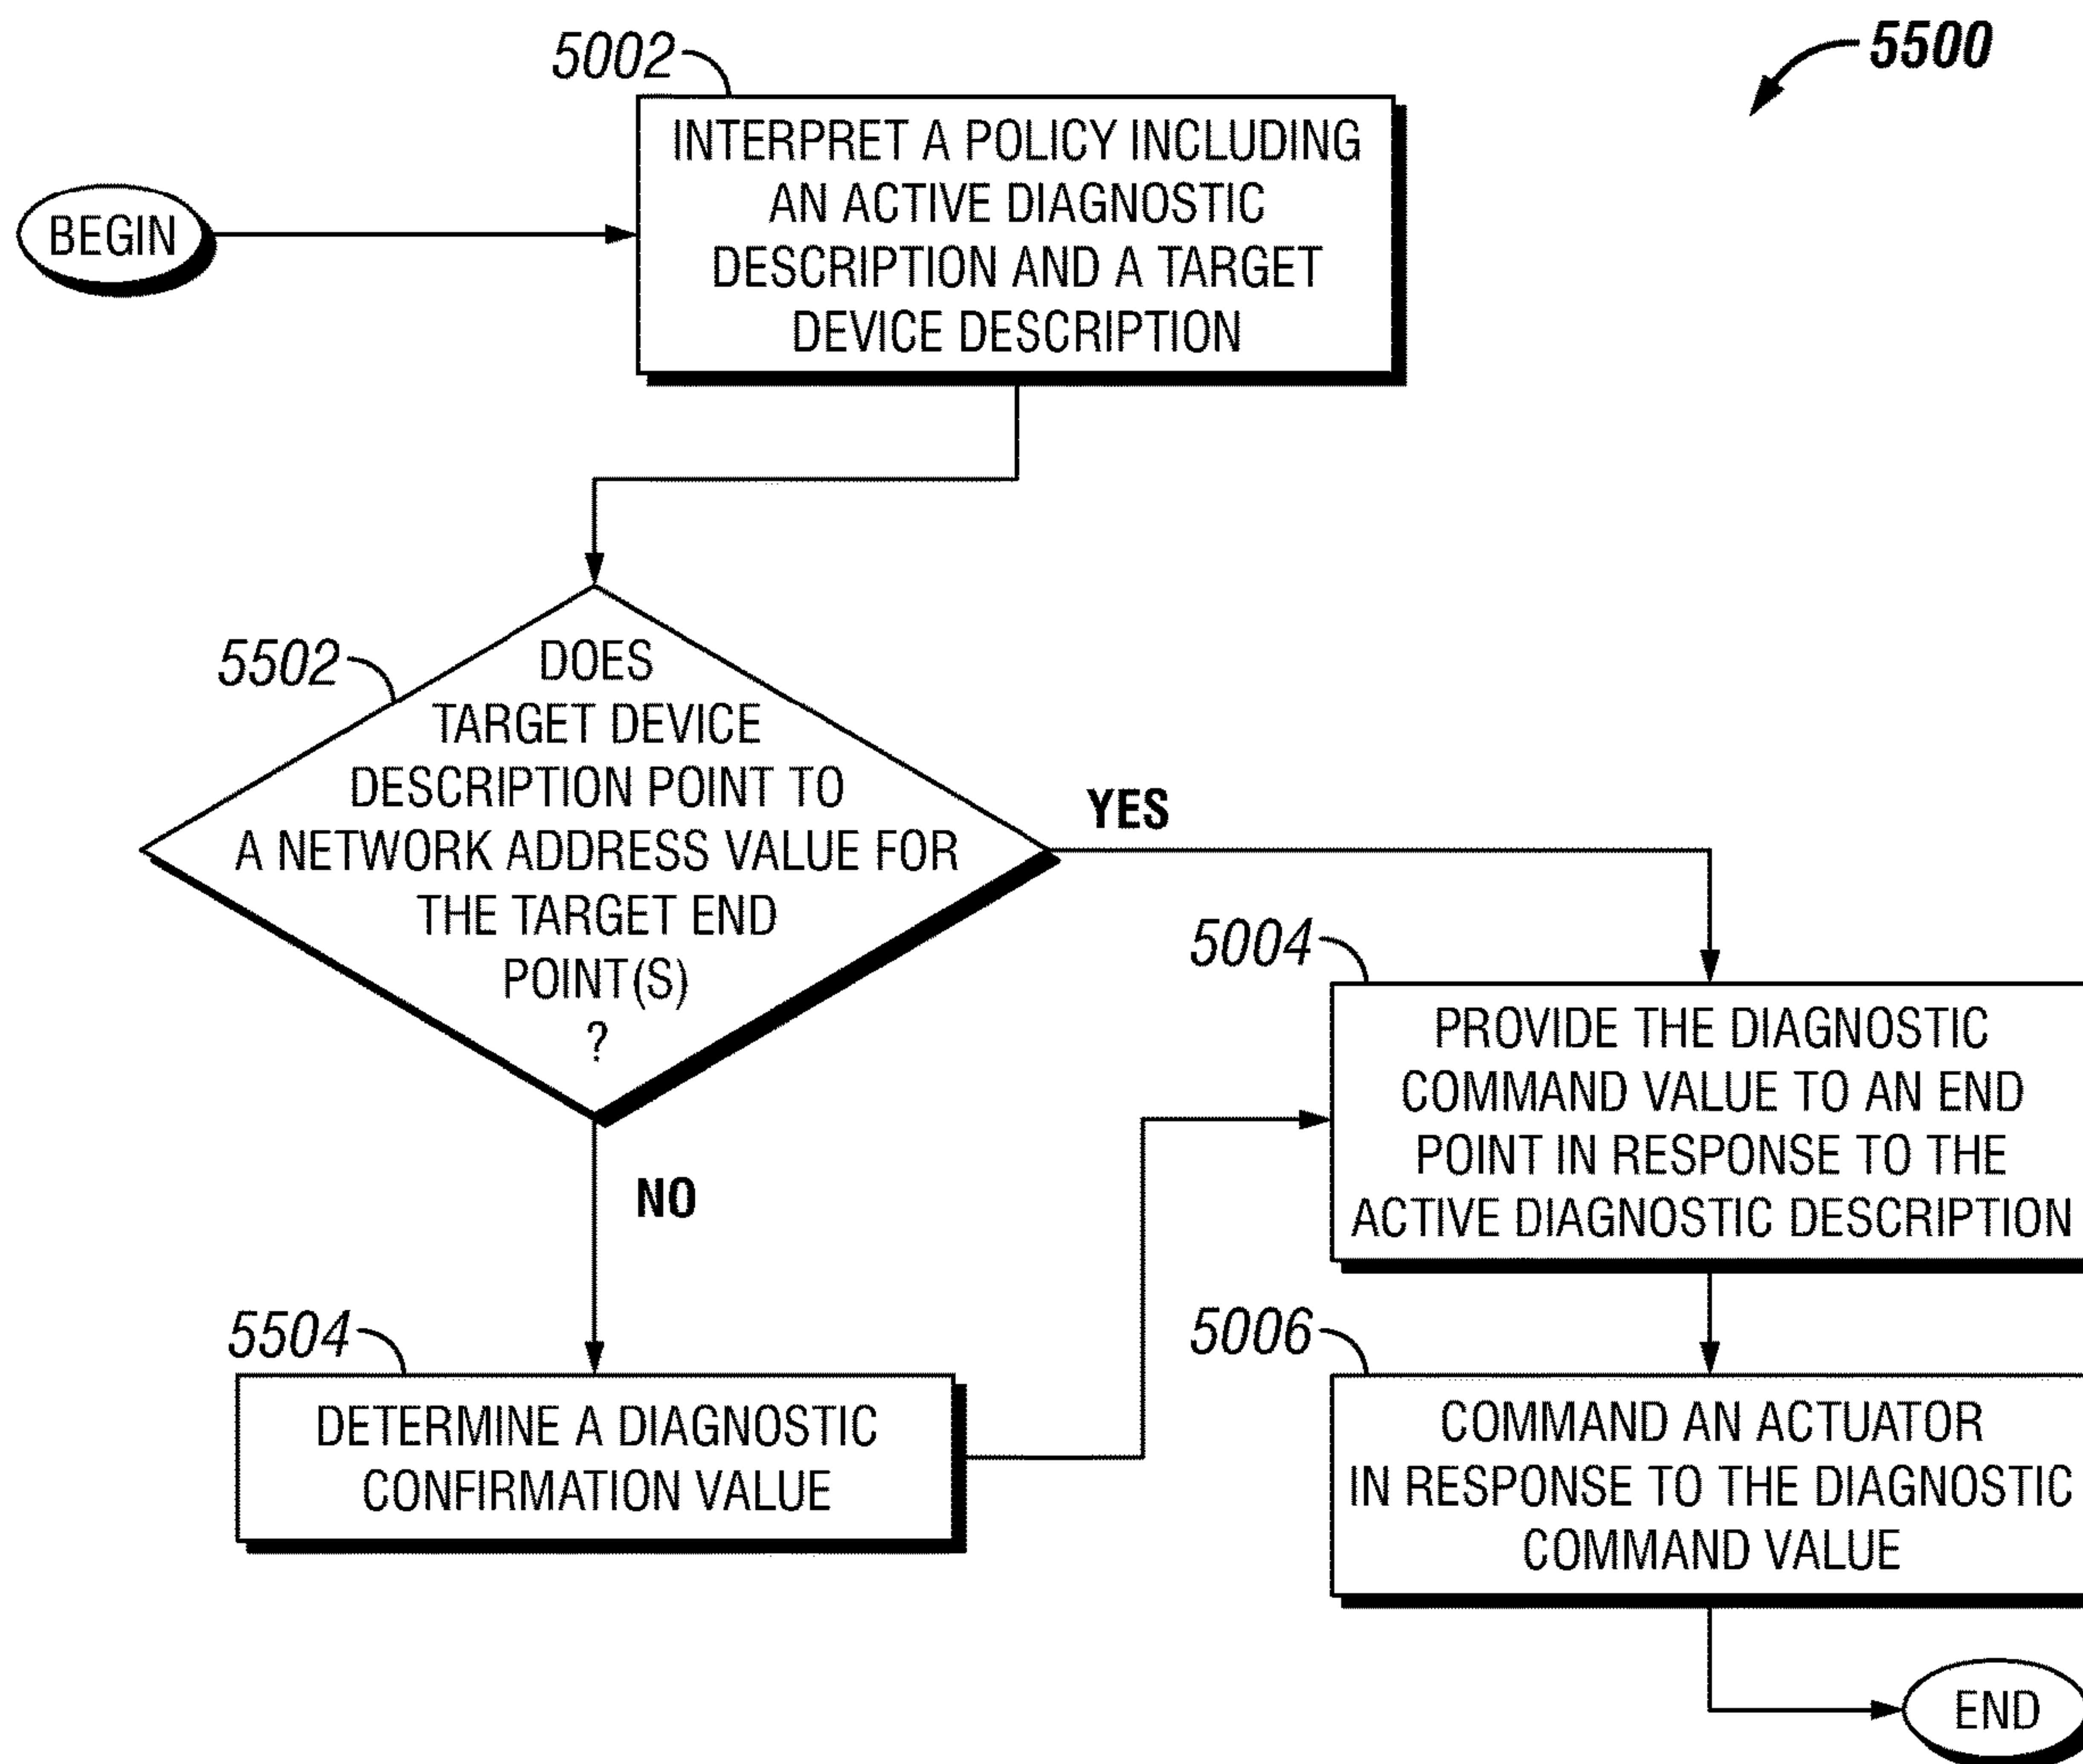 5500
5002
BEGIN
INTERPRET A POLICY INCLUDING
AN ACTIVE DIAGNOSTIC
DESCRIPTION AND A TARGET
DEVICE DESCRIPTION
5502
DOES
TARGET DEVICE
DESCRIPTION POINT TO
A NETWORK ADDRESS VALUE FOR
THE TARGET END
POINT(S)
?
YES
NO
5504
DETERMINE A DIAGNOSTIC
CONFIRMATION VALUE
5004
PROVIDE THE DIAGNOSTIC
COMMAND VALUE TO AN END
POINT IN RESPONSE TO THE
ACTIVE DIAGNOSTIC DESCRIPTION
5006
COMMAND AN ACTUATOR
IN RESPONSE TO THE DIAGNOSTIC
COMMAND VALUE
END